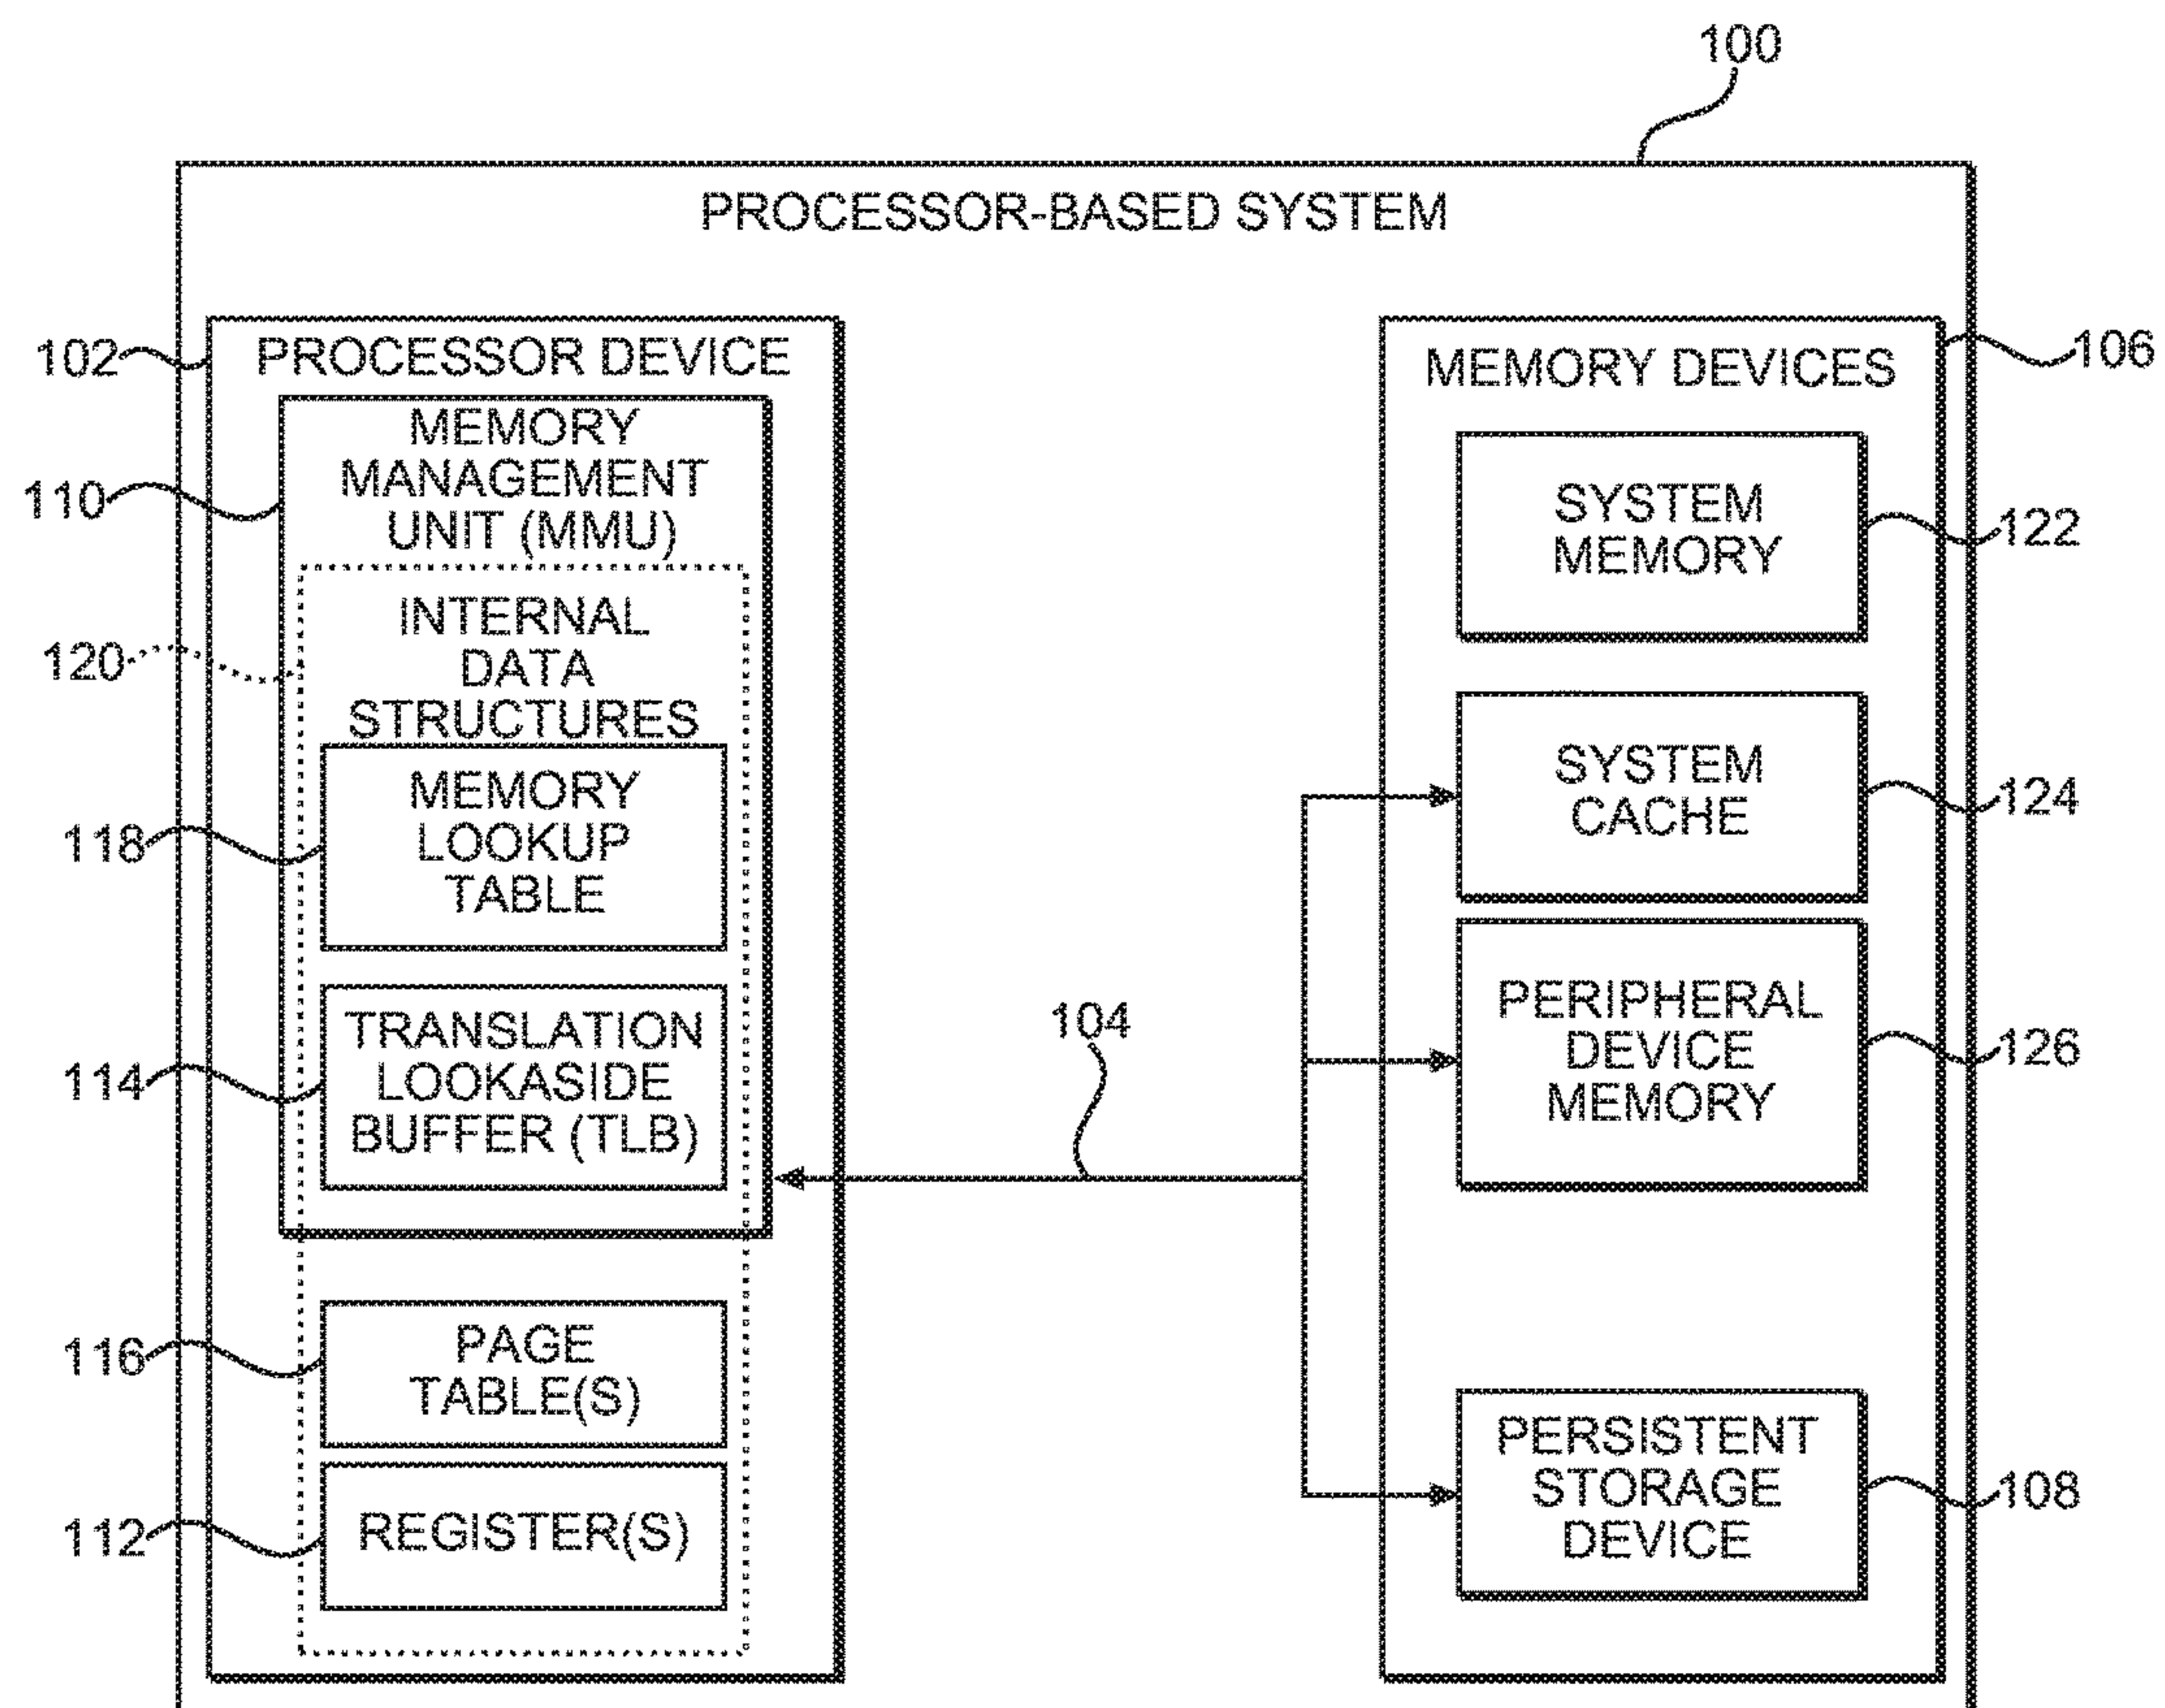 100
PROCESSOR-BASED SYSTEM
102
PROCESSOR DEVICE
110
MEMORY
MANAGEMENT
UNIT (MMU)
120
INTERNAL
DATA
STRUCTURES
118
MEMORY
LOOKUP
TABLE
114
TRANSLATION
LOOKASIDE
BUFFER (TLB)
116
PAGE
TABLE(S)
112
REGISTER(S)
104
MEMORY DEVICES
106
SYSTEM
MEMORY
122
SYSTEM
CACHE
124
PERIPHERAL
DEVICE
MEMORY
126
PERSISTENT
STORAGE
DEVICE
108